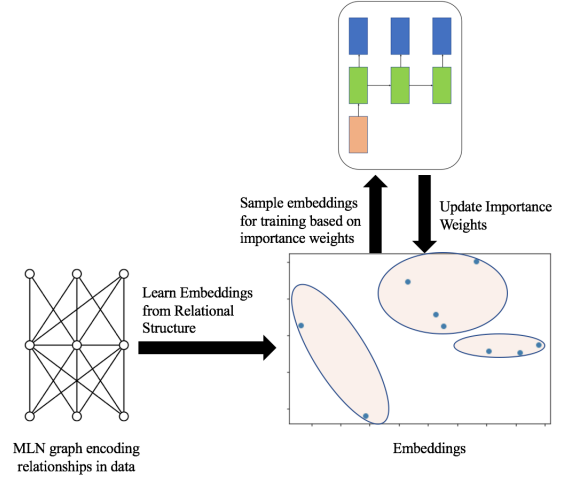 Sample embeddings
for training based on
importance weights
Update Importance
Weights
Learn Embeddings
from Relational
Structure
MLN graph encoding
relationships in data
Embeddings